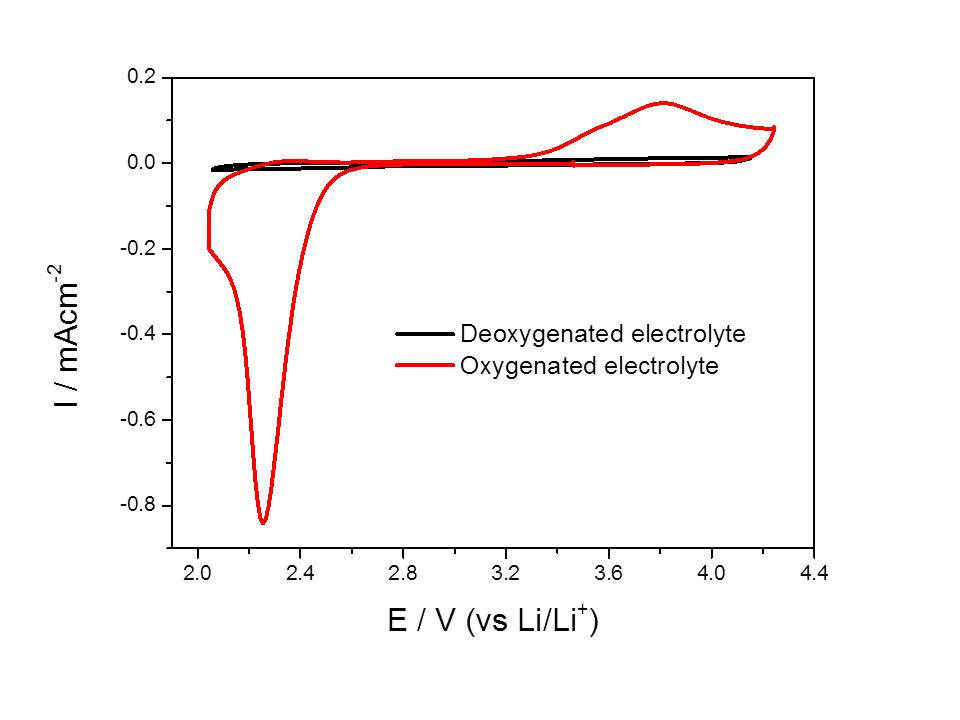 0.2
0.0
-0.2
-0.4
-0.6
-0.8
I / mAcm-2
Deoxygenated electrolyte
Oxygenated electrolyte
2.0 2.4 2.8 3.2 3.6 4.0 4.4
E / V (vs Li/Li+)